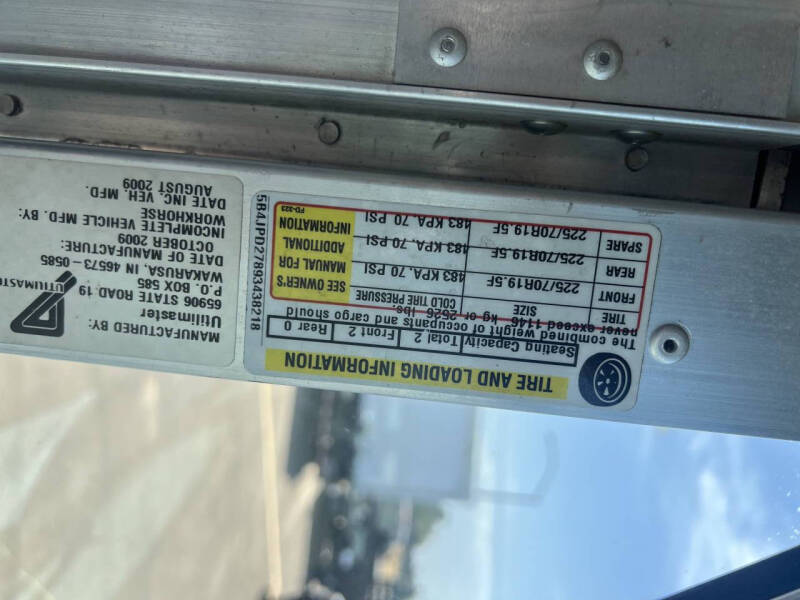 TIRE AND LOADING INFORMATION
Seating Capacity Total 2 Front 2 Rear 0
The combined weight of occupants and cargo should
never exceed 1146 kg or 2526 lbs.
TIRE SIZE COLD TIRE PRESSURE
FRONT 225/70R19.5F 483 KPA. 70 PSI
REAR 225/70R19.5F 483 KPA. 70 PSI
SPARE 225/70R19.5F 483 KPA. 70 PSI
SEE OWNER'S
MANUAL FOR
ADDITIONAL
INFORMATION
FD-323
5B4JPD27893438218
MANUFACTURED BY:
Utilimaster
65906 STATE ROAD 19
P.O. BOX 585
WAKARUSA, IN 46573-0585
DATE OF MANUFACTURE:
OCTOBER 2009
INCOMPLETE VEHICLE MFD. BY:
WORKHORSE
DATE INC. VEH. MFD.
AUGUST 2009